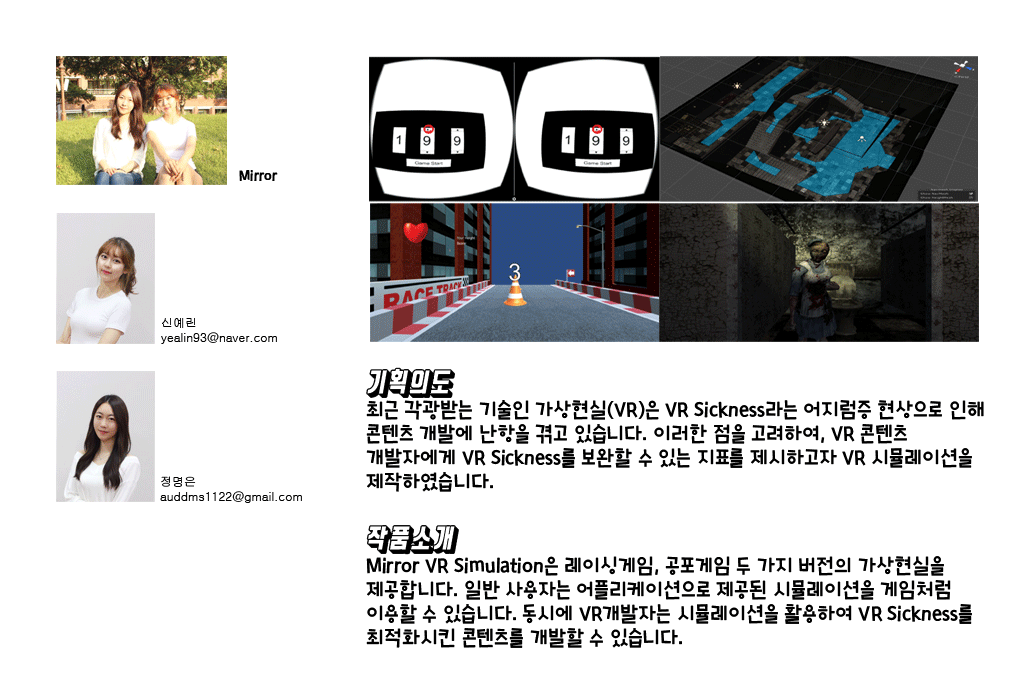 Mirror
신예린
yealin93@naver.com
정명은
auddms1122@gmail.com
1 9 9
Game Start
1 9 9
Game Start
3
RACE TRACK
기획의도
최근 각광받는 기술인 가상현실(VR)은 VR Sickness라는 어지럼증 현상으로 인해
콘텐츠 개발에 난항을 겪고 있습니다. 이러한 점을 고려하여, VR 콘텐츠
개발자에게 VR Sickness를 보완할 수 있는 지표를 제시하고자 VR 시뮬레이션을
제작하였습니다.
작품소개
Mirror VR Simulation은 레이싱게임, 공포게임 두 가지 버전의 가상현실을
제공합니다. 일반 사용자는 어플리케이션으로 제공된 시뮬레이션을 게임처럼
이용할 수 있습니다. 동시에 VR개발자는 시뮬레이션을 활용하여 VR Sickness를
최적화시킨 콘텐츠를 개발할 수 있습니다.